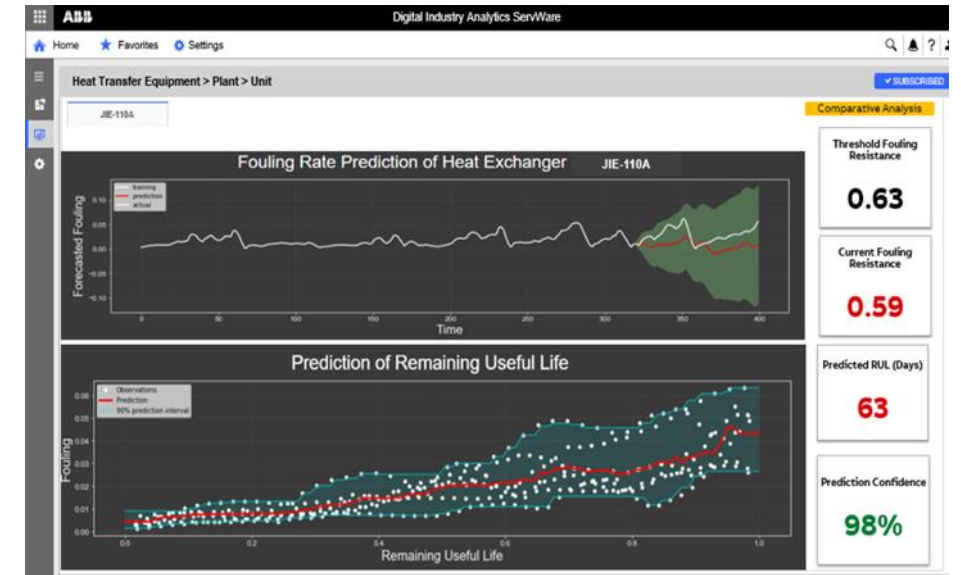 ABB
Digital Industry Analytics ServWare
Home
Favorites
Settings
?
Heat Transfer Equipment > Plant > Unit
SUBSCRIBED
JIE-110A
Comparative Analysis
Fouling Rate Prediction of Heat Exchanger JIE-110A
training
prediction
actual
Forecasted Fouling
0.10
0.05
0.00
-0.05
-0.10
0 50 100 150 200 250 300 350 400
Time
Threshold Fouling
Resistance
0.63
Current Fouling
Resistance
0.59
Prediction of Remaining Useful Life
Observations
Prediction
90% prediction interval
Fouling
0.06
0.05
0.04
0.03
0.02
0.01
0.00
0.0 0.2 0.4 0.6 0.8 1.0
Remaining Useful Life
Predicted RUL (Days)
63
Prediction Confidence
98%